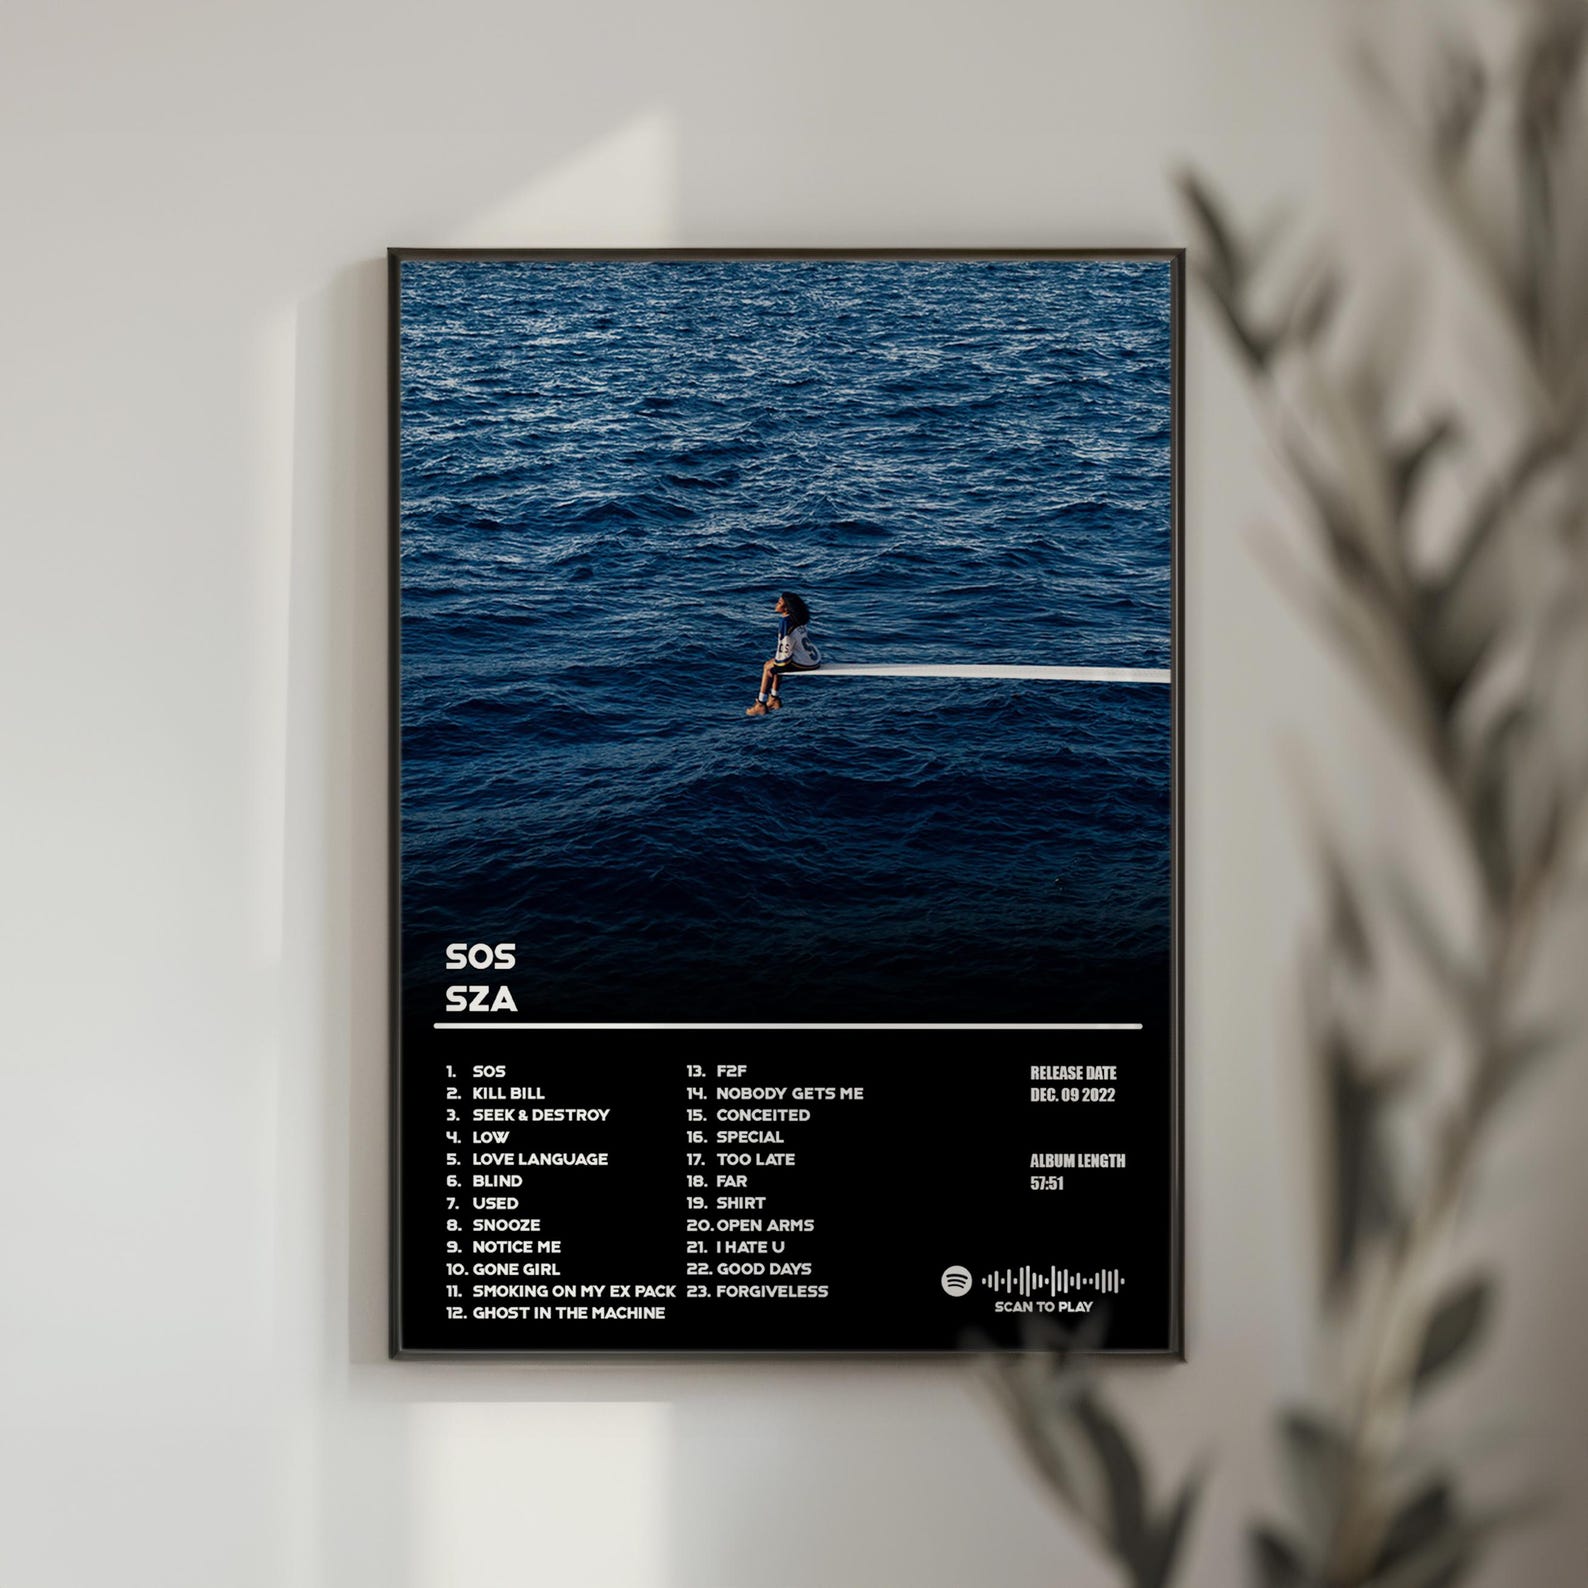 SOS
SZA
1. SOS
2. KILL BILL
3. SEEK & DESTROY
4. LOW
5. LOVE LANGUAGE
6. BLIND
7. USED
8. SNOOZE
9. NOTICE ME
10. GONE GIRL
11. SMOKING ON MY EX PACK
12. GHOST IN THE MACHINE
13. F2F
14. NOBODY GETS ME
15. CONCEITED
16. SPECIAL
17. TOO LATE
18. FAR
19. SHIRT
20. OPEN ARMS
21. I HATE U
22. GOOD DAYS
23. FORGIVELESS
RELEASE DATE
DEC. 09 2022
ALBUM LENGTH
57:51
SCAN TO PLAY